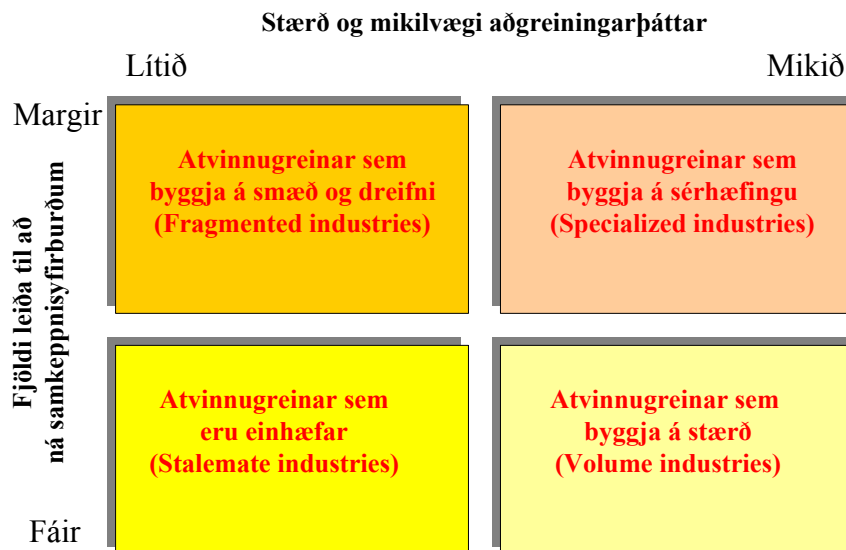 Stærð og mikilvægi aðgreiningarþáttar
Lítið
Mikið
Margir
Atvinnugreinar sem
byggja á smæð og dreifni
(Fragmented industries)
Atvinnugreinar sem
byggja á sérhæfingu
(Specialized industries)
Fjöldi leiða til að
ná samkeppnisyfirburðum
Atvinnugreinar sem
eru einhæfar
(Stalemate industries)
Atvinnugreinar sem
byggja á stærð
(Volume industries)
Fáir